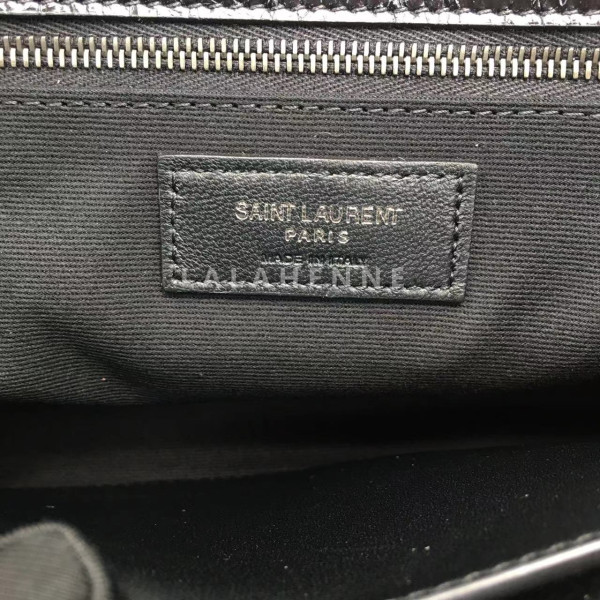 SAINT LAURENT
PARIS
MADE IN ITALY
LALAHENNE